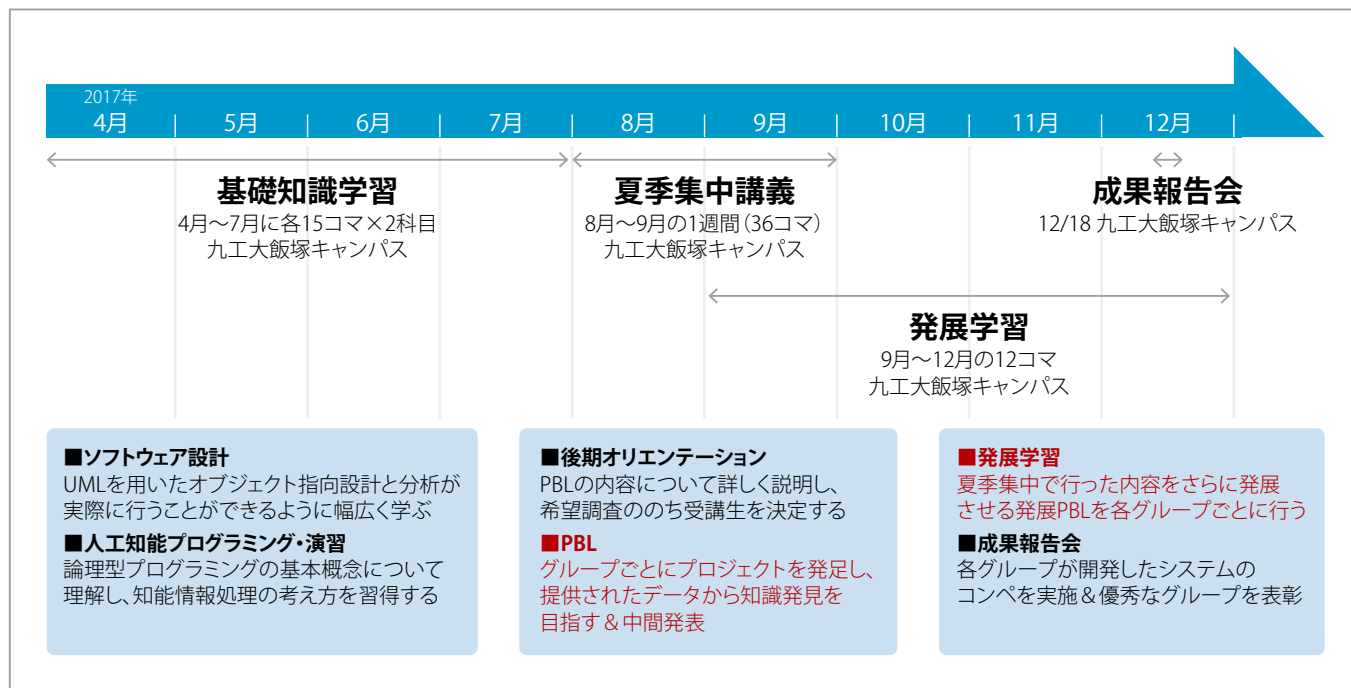 2017年
4月 | 5月 | 6月 | 7月 | 8月 | 9月 | 10月 | 11月 | 12月 |
基礎知識学習
4月〜7月に各15コマ×2科目
九工大飯塚キャンパス
夏季集中講義
8月〜9月の1週間(36コマ)
九工大飯塚キャンパス
成果報告会
12/18 九工大飯塚キャンパス
発展学習
9月〜12月の12コマ
九工大飯塚キャンパス
■ソフトウェア設計
UMLを用いたオブジェクト指向設計と分析が
実際に行うことができるように幅広く学ぶ
■人工知能プログラミング・演習
論理型プログラミングの基本概念について
理解し、知能情報処理の考え方を習得する
■後期オリエンテーション
PBLの内容について詳しく説明し、
希望調査ののち受講生を決定する
■PBL
グループごとにプロジェクトを発足し、
提供されたデータから知識発見を
目指す&中間発表
■発展学習
夏季集中で行った内容をさらに発展
させる発展PBLを各グループごとに行う
■成果報告会
各グループが開発したシステムの
コンペを実施&優秀なグループを表彰